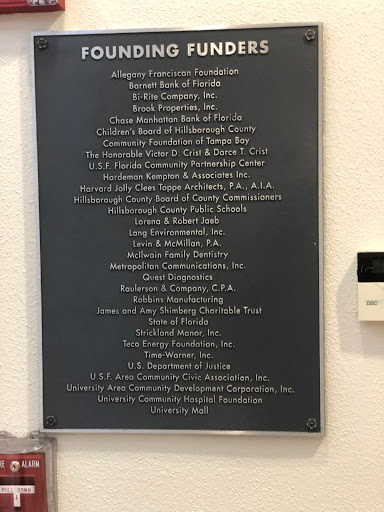 FOUNDING FUNDERS
Allegany Franciscan Foundation
Barnett Bank of Florida
Bi-Rite Company, Inc.
Brook Properties, Inc.
Chase Manhattan Bank of Florida
Children's Board of Hillsborough County
Community Foundation of Tampa Bay
The Honorable Victor D. Crist & Darce T. Crist
U.S.F. Florida Community Partnership Center
Hardeman Kempton & Associates Inc.
Harvard Jolly Clees Toppe Architects, P.A., A.I.A.
Hillsborough County Board of County Commissioners
Hillsborough County Public Schools
Lorena & Robert Jaeb
Lang Environmental, Inc.
Levin & McMillan, P.A.
McIlwain Family Dentistry
Metropolitan Communications, Inc.
Quest Diagnostics
Raulerson & Company, C.P.A.
Robbins Manufacturing
James and Amy Shimberg Charitable Trust
State of Florida
Strickland Manor, Inc.
Teco Energy Foundation, Inc.
Time-Warner, Inc.
U.S. Department of Justice
U.S.F. Area Community Civic Association, Inc.
University Area Community Development Corporation, Inc.
University Community Hospital Foundation
University Mall
RE ALARM
PULL DOWN